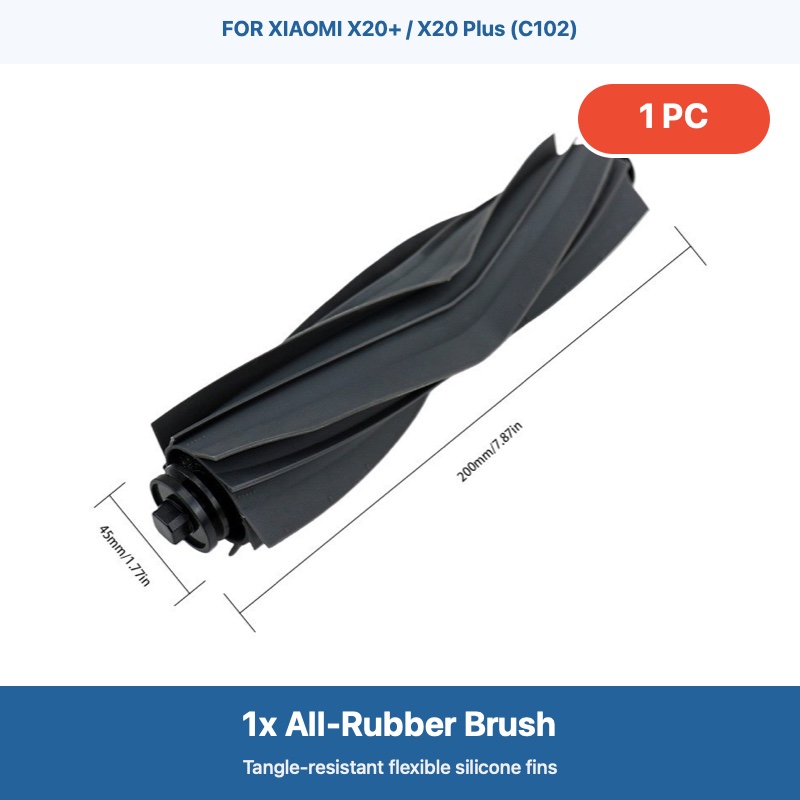 FOR XIAOMI X20+ / X20 Plus (C102)
1 PC
200mm/7.87in
45mm/1.77in
1x All-Rubber Brush
Tangle-resistant flexible silicone fins